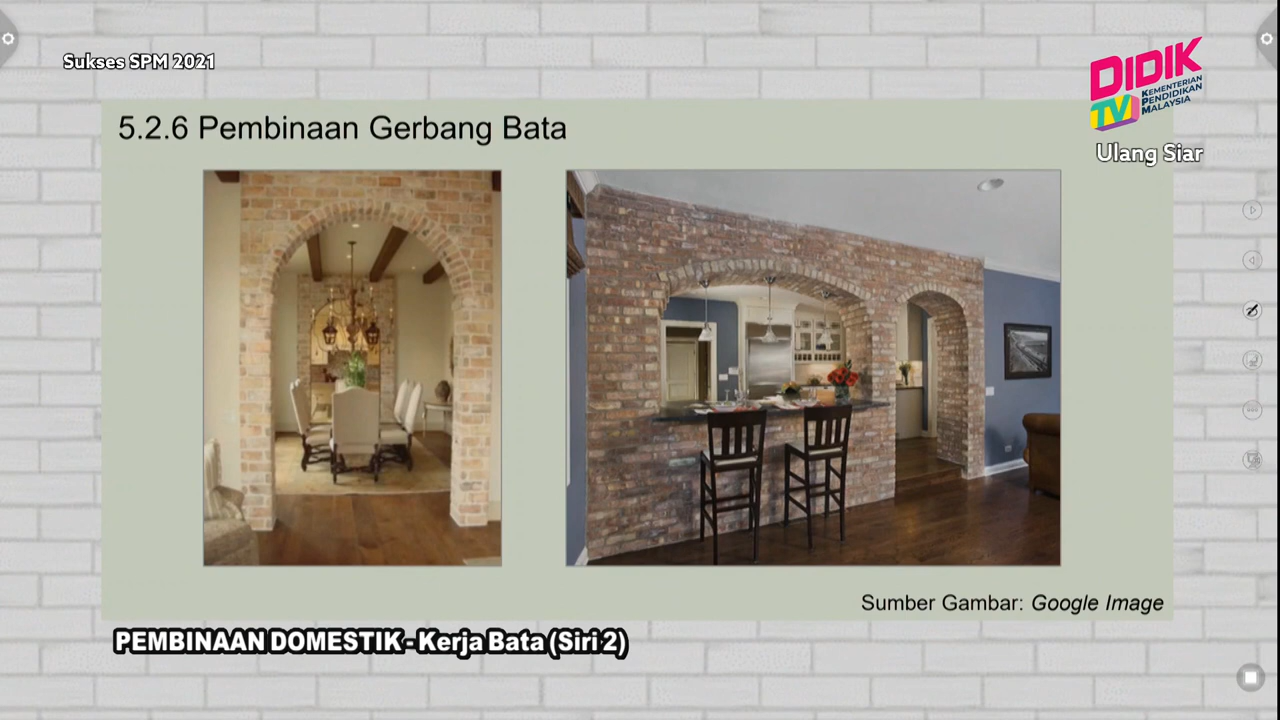 Sukses SPM 2021
DIDIK
TV
KEMENTERIAN
PENDIDIKAN
MALAYSIA
Ulang Siar
5.2.6 Pembinaan Gerbang Bata
Sumber Gambar: Google Image
PEMBINAAN DOMESTIK - Kerja Bata (Siri 2)